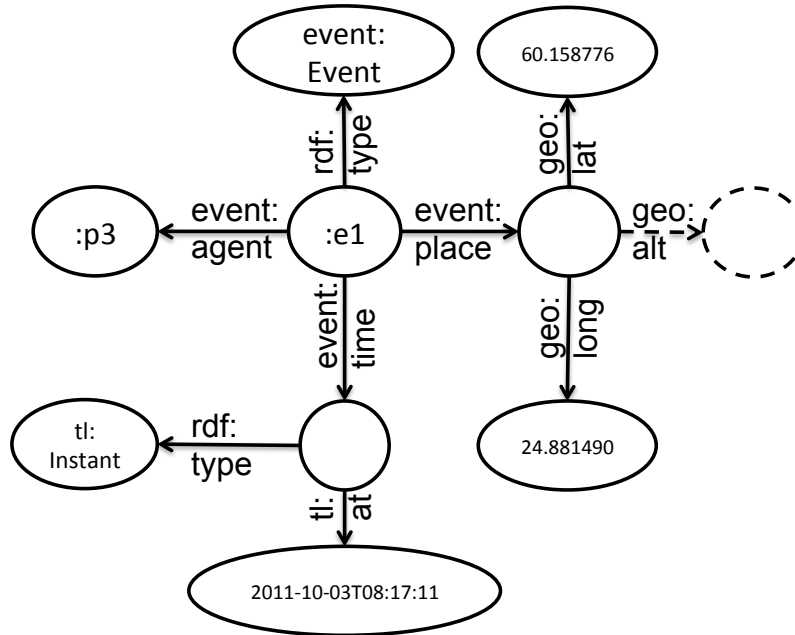 event:
Event
60.158776
rdf:
type
geo:
lat
:p3
event:
agent
:e1
event:
place
geo:
alt
event:
time
geo:
long
tl:
Instant
rdf:
type
24.881490
tl:
at
2011-10-03T08:17:11